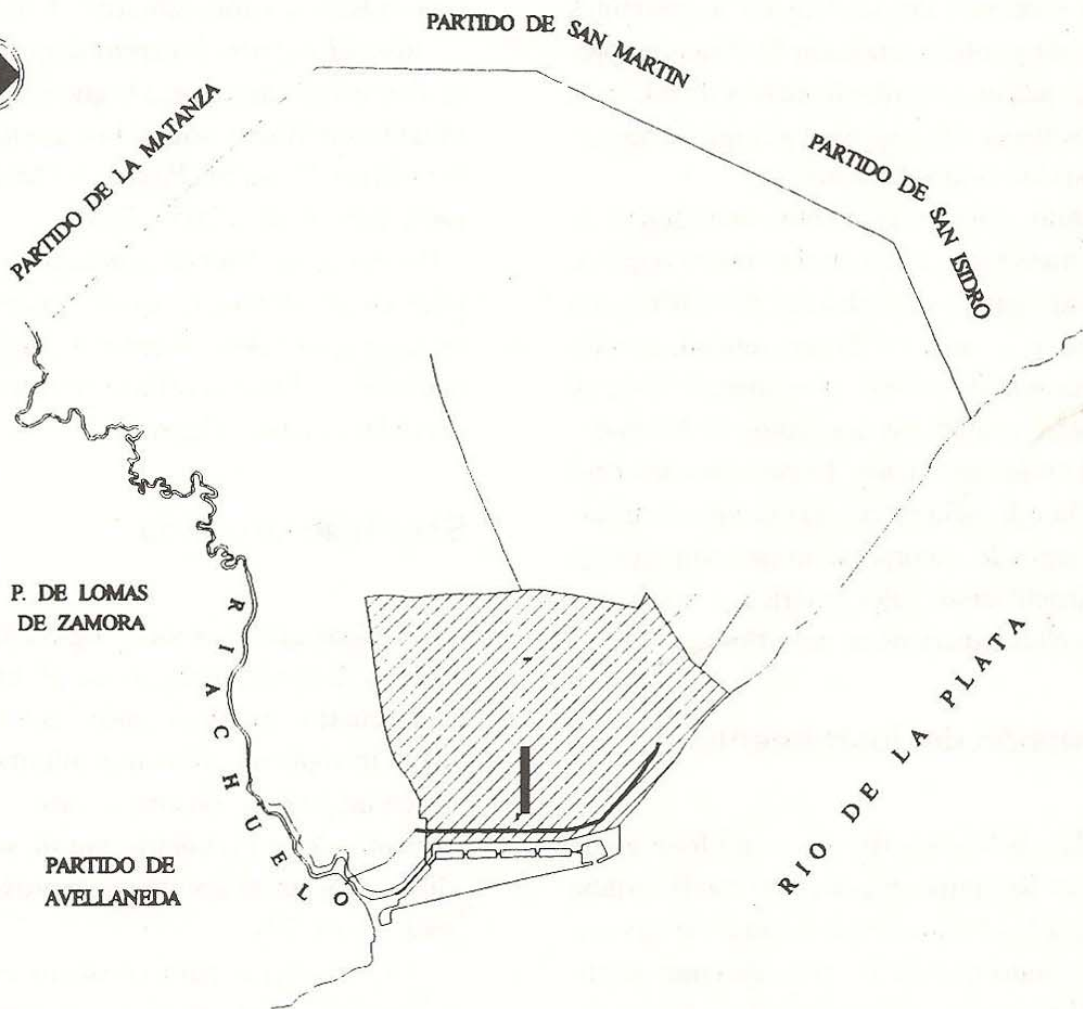 PARTIDO DE SAN MARTIN
PARTIDO DE LA MATANZA
PARTIDO DE SAN ISIDRO
P. DE LOMAS
DE ZAMORA
RIACHUELO
RIO DE LA PLATA
PARTIDO DE
AVELLANEDA